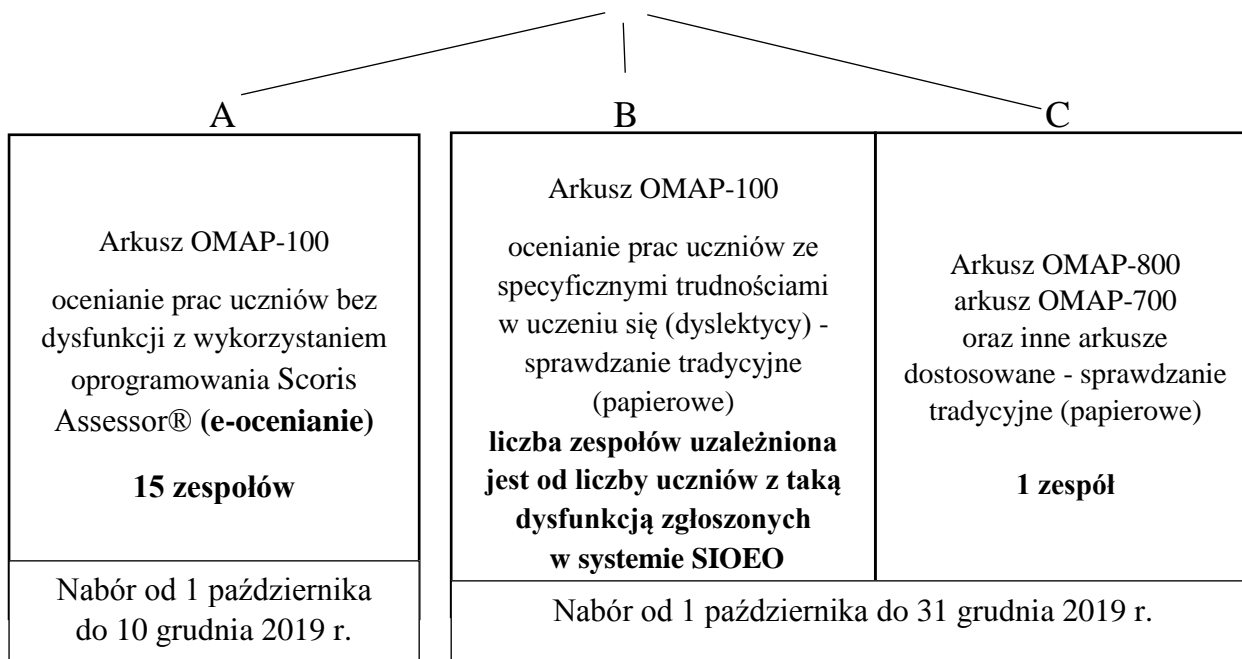 A
Arkusz OMAP-100
ocenianie prac uczniów bez
dysfunkcji z wykorzystaniem
oprogramowania Scoris
Assessor® (e-ocenianie)
15 zespołów
Nabór od 1 października
do 10 grudnia 2019 r.
B
Arkusz OMAP-100
ocenianie prac uczniów ze
specyficznymi trudnościami
w uczeniu się (dyslektycy) -
sprawdzanie tradycyjne
(papierowe)
liczba zespołów uzależniona
jest od liczby uczniów z taką
dysfunkcją zgłoszonych
w systemie SIOEO
C
Arkusz OMAP-800
arkusz OMAP-700
oraz inne arkusze
dostosowane - sprawdzanie
tradycyjne (papierowe)
1 zespół
Nabór od 1 października do 31 grudnia 2019 r.